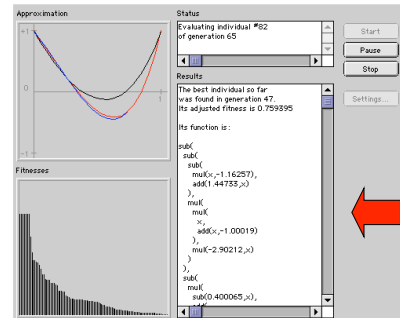 Approximation
+1
0
1
-1
Fitnesses
Status
Evaluating individual #82
of generation 65
Results
The best individual so far
was found in generation 47.
Its adjusted fitness is 0.759395
Its function is:
sub(
sub(
sub(
mul(x,-1.16257),
add(1.44733,x)
),
mul(
mul(
x,
add(x,-1.00019)
),
mul(-2.90212,x)
)
),
sub(
mul(
sub(0.400065,x),
add(
Start
Pause
Stop
Settings...